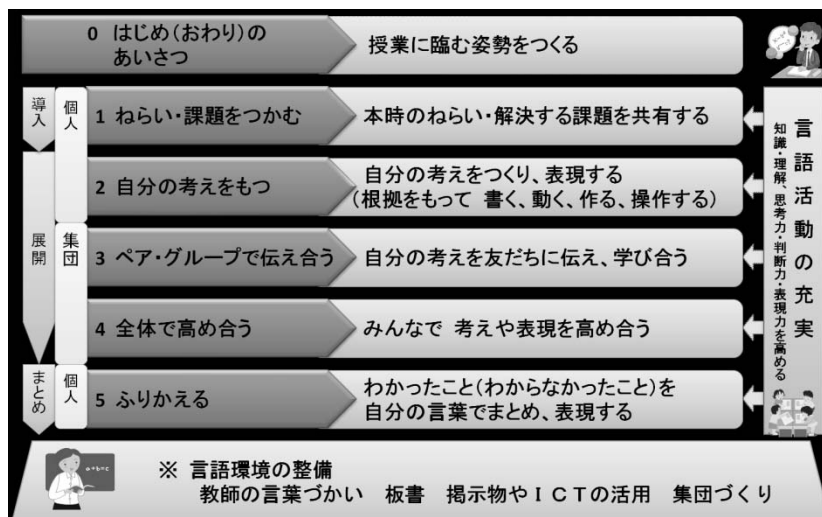 0 はじめ(おわり)の
あいさつ
授業に臨む姿勢をつくる
導入
個人
1 ねらい・課題をつかむ
本時のねらい・解決する課題を共有する
展開
2 自分の考えをもつ
自分の考えをつくり、表現する
(根拠をもって 書く、動く、作る、操作する)
集団
3 ペア・グループで伝え合う
自分の考えを友だちに伝え、学び合う
4 全体で高め合う
みんなで 考えや表現を高め合う
まとめ
個人
5 ふりかえる
わかったこと(わからなかったこと)を
自分の言葉でまとめ、表現する
言語活動の充実
知識・理解、思考力・判断力・表現力を高める
a+b=c
※ 言語環境の整備
教師の言葉づかい 板書 掲示物やICTの活用 集団づくり